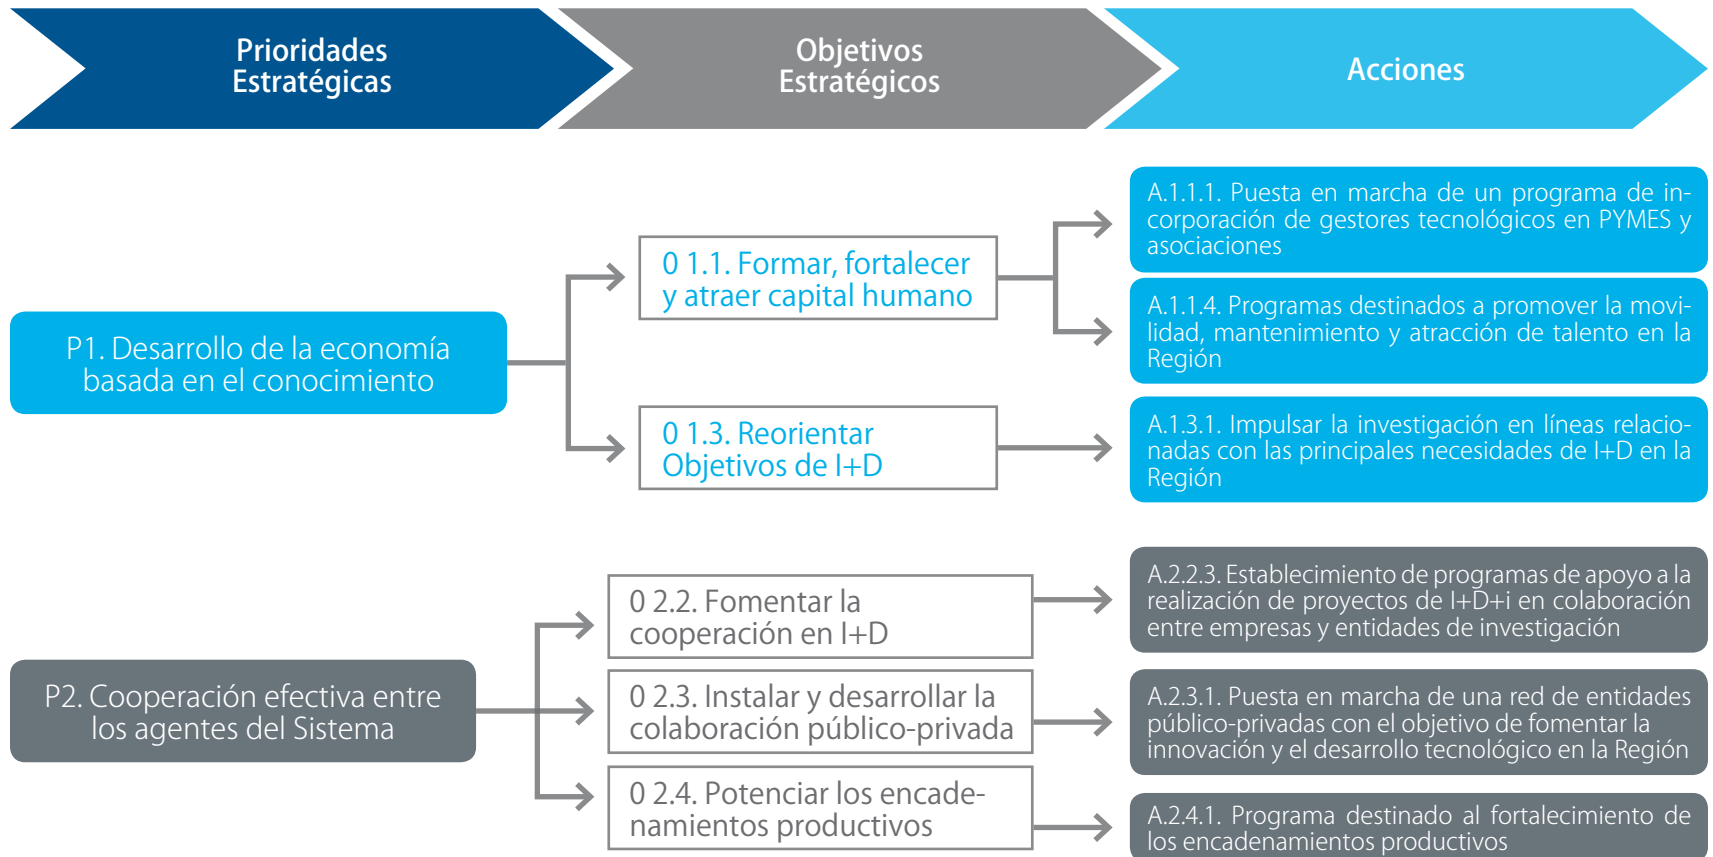 Prioridades
Estratégicas
Objetivos
Estratégicos
Acciones
P1. Desarrollo de la economía
basada en el conocimiento
0 1.1. Formar, fortalecer
y atraer capital humano
A.1.1.1. Puesta en marcha de un programa de in-
corporación de gestores tecnológicos en PYMES y
asociaciones
A.1.1.4. Programas destinados a promover la movi-
lidad, mantenimiento y atracción de talento en la
Región
0 1.3. Reorientar
Objetivos de I+D
A.1.3.1. Impulsar la investigación en líneas relacio-
nadas con las principales necesidades de I+D en la
Región
P2. Cooperación efectiva entre
los agentes del Sistema
0 2.2. Fomentar la
cooperación en I+D
A.2.2.3. Establecimiento de programas de apoyo a la
realización de proyectos de I+D+i en colaboración
entre empresas y entidades de investigación
0 2.3. Instalar y desarrollar la
colaboración público-privada
A.2.3.1. Puesta en marcha de una red de entidades
público-privadas con el objetivo de fomentar la
innovación y el desarrollo tecnológico en la Región
0 2.4. Potenciar los encade-
namientos productivos
A.2.4.1. Programa destinado al fortalecimiento de
los encadenamientos productivos